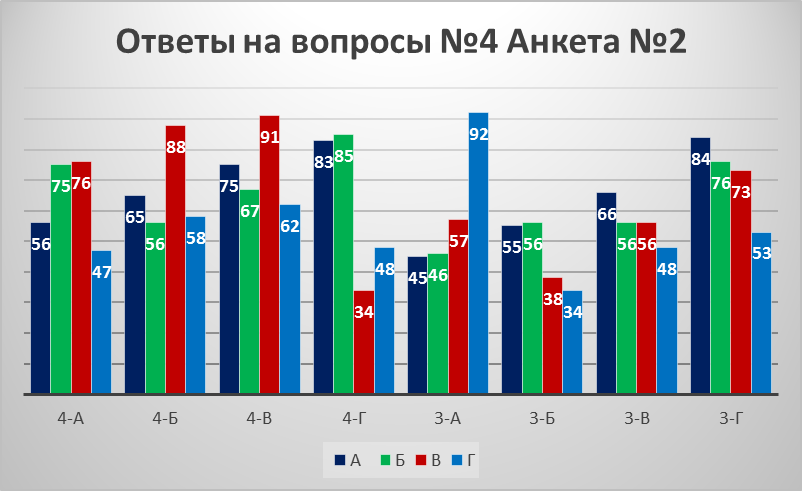 Ответы на вопросы №4 Анкета №2
56 75 76 47 65 56 88 58 75 67 91 62 83 85 34 48 45 46 57 92 55 56 38 34 66 56 56 48 84 76 73 53
4-А 4-Б 4-В 4-Г 3-А 3-Б 3-В 3-Г
А Б В Г